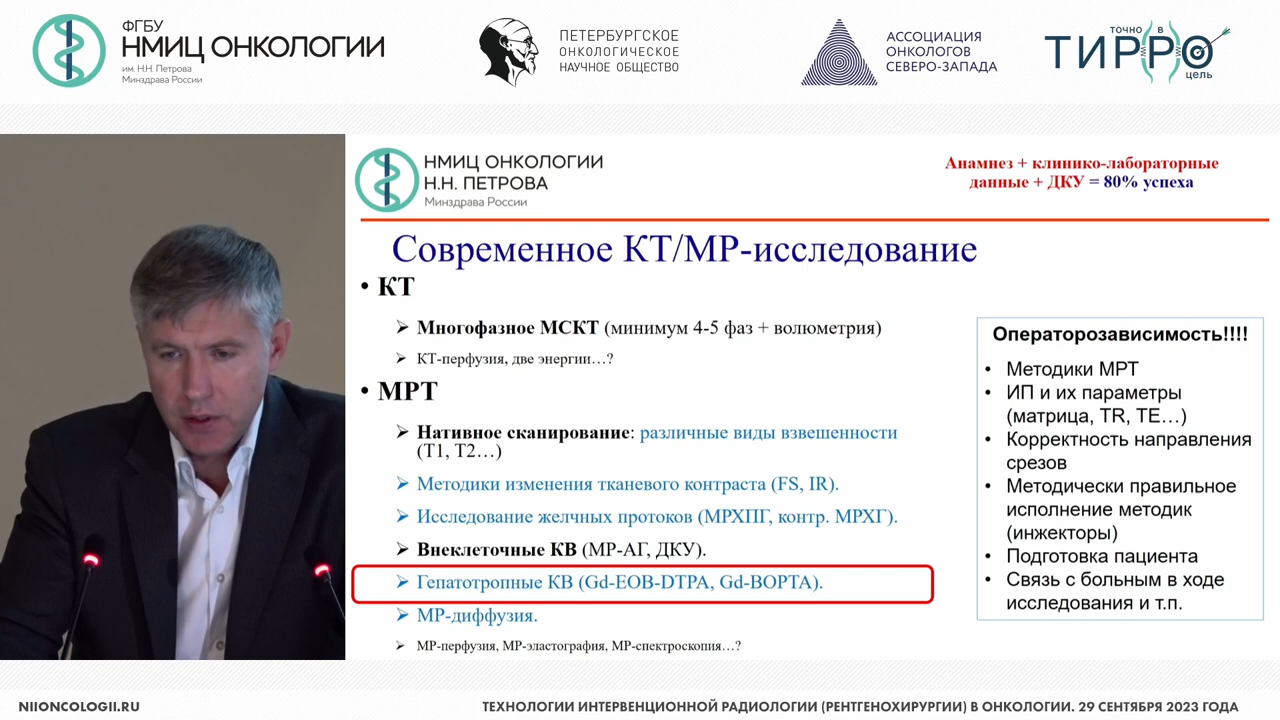 ФГБУ
НМИЦ ОНКОЛОГИИ
им. Н.Н. Петрова
Минздрава России
ПЕТЕРБУРГСКОЕ
ОНКОЛОГИЧЕСКОЕ
НАУЧНОЕ ОБЩЕСТВО
АССОЦИАЦИЯ
ОНКОЛОГОВ
СЕВЕРО-ЗАПАДА
точно в
ТИРРО
цель
НМИЦ ОНКОЛОГИИ
Н.Н. ПЕТРОВА
Минздрава России
Анамнез + клинико-лабораторные
данные + ДКУ = 80% успеха
Современное КТ/МР-исследование
• КТ
➢ Многофазное МСКТ (минимум 4-5 фаз + волюметрия)
➢ КТ-перфузия, две энергии…?
• МРТ
➢ Нативное сканирование: различные виды взвешенности
(Т1, Т2…)
➢ Методики изменения тканевого контраста (FS, IR).
➢ Исследование желчных протоков (МРХПГ, контр. МРХГ).
➢ Внеклеточные КВ (МР-АГ, ДКУ).
➢ Гепатотропные КВ (Gd-EOB-DTPA, Gd-BOPTA).
➢ МР-диффузия.
➢ МР-перфузия, МР-эластография, МР-спектроскопия…?
Операторозависимость!!!!
• Методики МРТ
• ИП и их параметры
(матрица, TR, TE…)
• Корректность направления
срезов
• Методически правильное
исполнение методик
(инжекторы)
• Подготовка пациента
• Связь с больным в ходе
исследования и т.п.
NIIONCOLOGII.RU
ТЕХНОЛОГИИ ИНТЕРВЕНЦИОННОЙ РАДИОЛОГИИ (РЕНТГЕНОХИРУРГИИ) В ОНКОЛОГИИ. 29 СЕНТЯБРЯ 2023 ГОДА